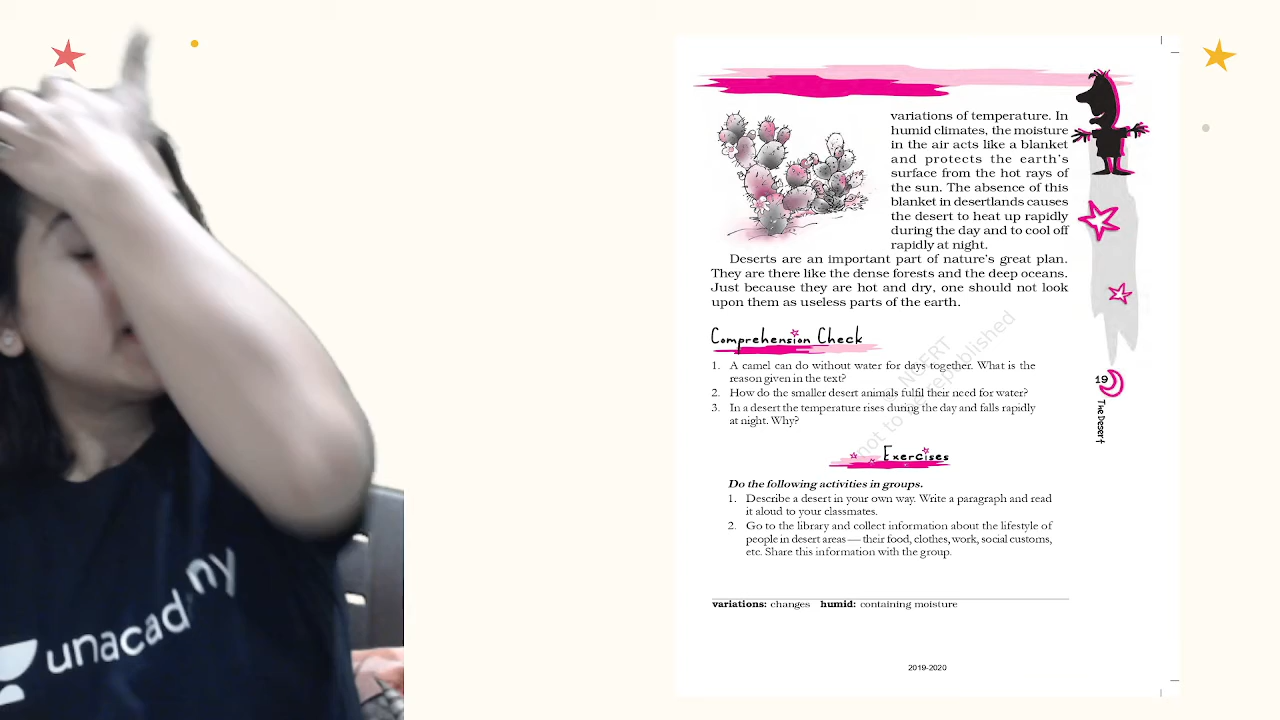 variations of temperature. In
humid climates, the moisture
in the air acts like a blanket
and protects the earth's
surface from the hot rays of
the sun. The absence of this
blanket in desertlands causes
the desert to heat up rapidly
during the day and to cool off
rapidly at night.
Deserts are an important part of nature's great plan.
They are there like the dense forests and the deep oceans.
Just because they are hot and dry, one should not look
upon them as useless parts of the earth.
Comprehension Check
1. A camel can do without water for days together. What is the
reason given in the text?
2. How do the smaller desert animals fulfil their need for water?
3. In a desert the temperature rises during the day and falls rapidly
at night. Why?
Exercises
Do the following activities in groups.
1. Describe a desert in your own way. Write a paragraph and read
it aloud to your classmates.
2. Go to the library and collect information about the lifestyle of
people in desert areas — their food, clothes, work, social customs,
etc. Share this information with the group.
variations: changes humid: containing moisture
2019-2020
19
The Desert
NCERT
not to be republished
unacadny